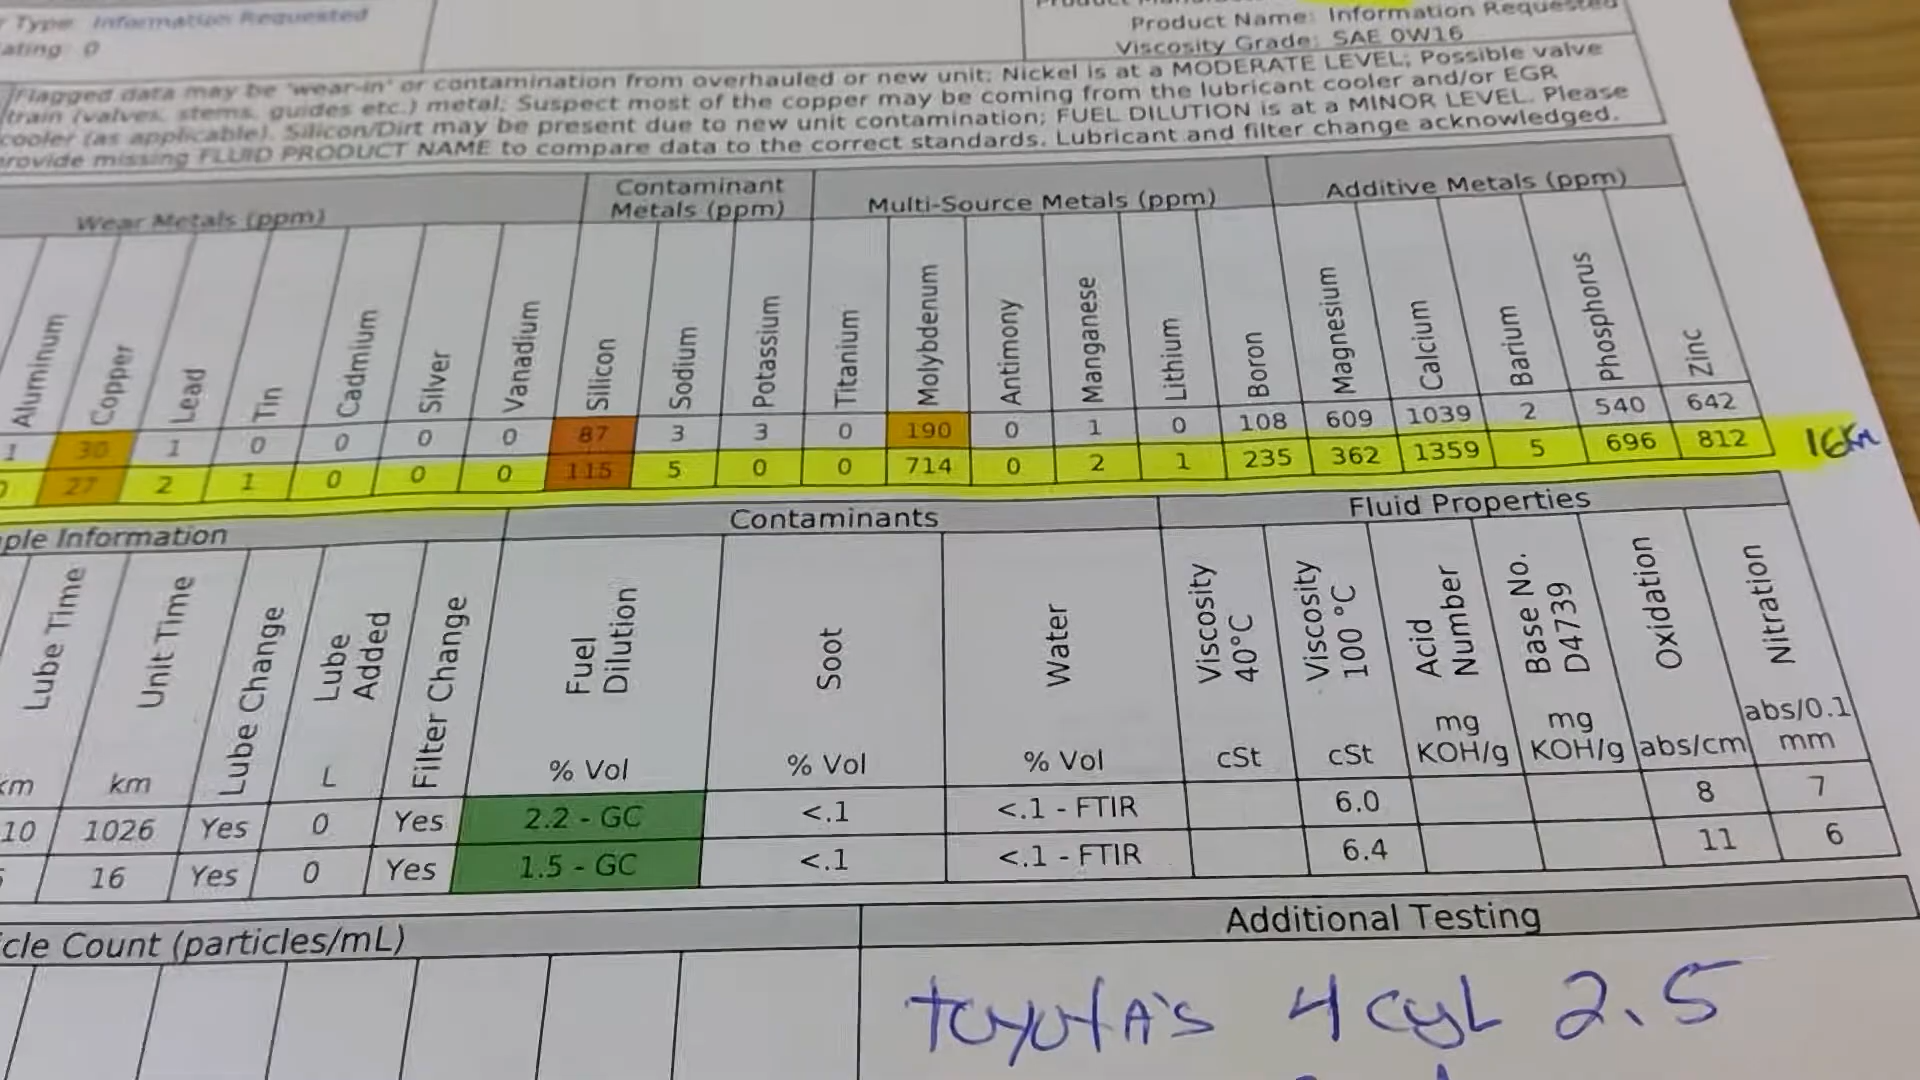 Type: Information Requested
ating: 0
Product Name: Information Requested
Viscosity Grade: SAE 0W16
Flagged data may be 'wear-in' or contamination from overhauled or new unit; Nickel is at a MODERATE LEVEL; Possible valve
train (valves, stems, guides etc.) metal; Suspect most of the copper may be coming from the lubricant cooler and/or EGR
cooler (as applicable). Silicon/Dirt may be present due to new unit contamination; FUEL DILUTION is at a MINOR LEVEL. Please
rovide missing FLUID PRODUCT NAME to compare data to the correct standards. Lubricant and filter change acknowledged.
Wear Metals (ppm) Contaminant Metals (ppm) Multi-Source Metals (ppm) Additive Metals (ppm)
Aluminum Copper Lead Tin Cadmium Silver Vanadium Silicon Sodium Potassium Titanium Molybdenum Antimony Manganese Lithium Boron Magnesium Calcium Barium Phosphorus Zinc
1 30 1 0 0 0 0 87 3 3 0 190 0 1 0 108 609 1039 2 540 642
27 2 1 0 0 0 115 5 0 0 714 0 2 1 235 362 1359 5 696 812 16km
ple Information Contaminants Fluid Properties
Lube Time Unit Time Lube Change Lube Added Filter Change Fuel Dilution Soot Water Viscosity 40°C Viscosity 100 °C Acid Number Base No. D4739 Oxidation Nitration
km km L % Vol % Vol % Vol cSt cSt mg KOH/g mg KOH/g abs/cm abs/0.1 mm
10 1026 Yes 0 Yes 2.2 - GC <.1 <.1 - FTIR 6.0 8 7
16 Yes 0 Yes 1.5 - GC <.1 <.1 - FTIR 6.4 11 6
cle Count (particles/mL) Additional Testing
toyotA's 4 cyL 2.5